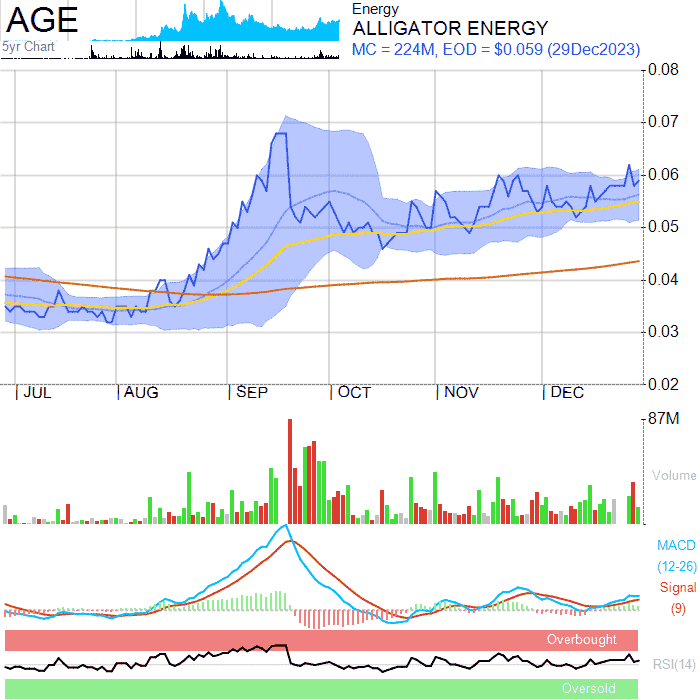 AGE
5yr Chart
Energy
ALLIGATOR ENERGY
MC = 224M, EOD = $0.059 (29Dec2023)
0.08
0.07
0.06
0.05
0.04
0.03
0.02
JUL AUG SEP OCT NOV DEC
87M
Volume
MACD
(12-26)
Signal
(9)
Overbought
RSI(14)
Oversold